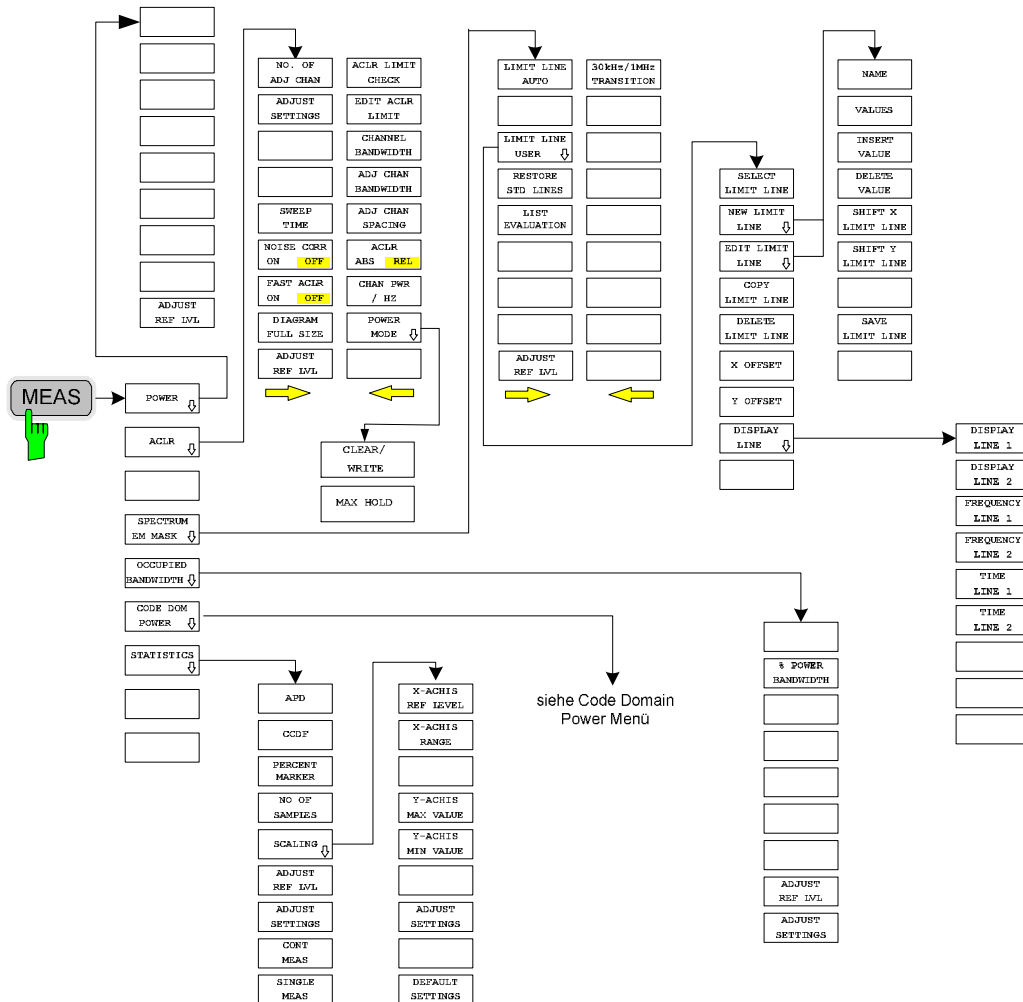 ADJUST
REF LVL
NO. OF
ADJ CHAN
ADJUST
SETTINGS
SWEEP
TIME
NOISE CORR
ON OFF
FAST ACLR
ON OFF
DIAGRAM
FULL SIZE
ADJUST
REF LVL
ACLR LIMIT
CHECK
EDIT ACLR
LIMIT
CHANNEL
BANDWIDTH
ADJ CHAN
BANDWIDTH
ADJ CHAN
SPACING
ACLR
ABS REL
CHAN PWR
/ HZ
POWER
MODE
CLEAR/
WRITE
MAX HOLD
LIMIT LINE
AUTO
LIMIT LINE
USER
RESTORE
STD LINES
LIST
EVALUATION
ADJUST
REF LVL
30kHz/1MHz
TRANSITION
SELECT
LIMIT LINE
NEW LIMIT
LINE
EDIT LIMIT
LINE
COPY
LIMIT LINE
DELETE
LIMIT LINE
X OFFSET
Y OFFSET
DISPLAY
LINE
NAME
VALUES
INSERT
VALUE
DELETE
VALUE
SHIFT X
LIMIT LINE
SHIFT Y
LIMIT LINE
SAVE
LIMIT LINE
DISPLAY
LINE 1
DISPLAY
LINE 2
FREQUENCY
LINE 1
FREQUENCY
LINE 2
TIME
LINE 1
TIME
LINE 2
MEAS
POWER
ACLR
SPECTRUM
EM MASK
OCCUPIED
BANDWIDTH
CODE DOM
POWER
STATISTICS
APD
CCDF
PERCENT
MARKER
NO OF
SAMPLES
SCALING
ADJUST
REF LVL
ADJUST
SETTINGS
CONT
MEAS
SINGLE
MEAS
X-ACHIS
REF LEVEL
X-ACHIS
RANGE
Y-ACHIS
MAX VALUE
Y-ACHIS
MIN VALUE
ADJUST
SETTINGS
DEFAULT
SETTINGS
siehe Code Domain
Power Menü
% POWER
BANDWIDTH
ADJUST
REF LVL
ADJUST
SETTINGS